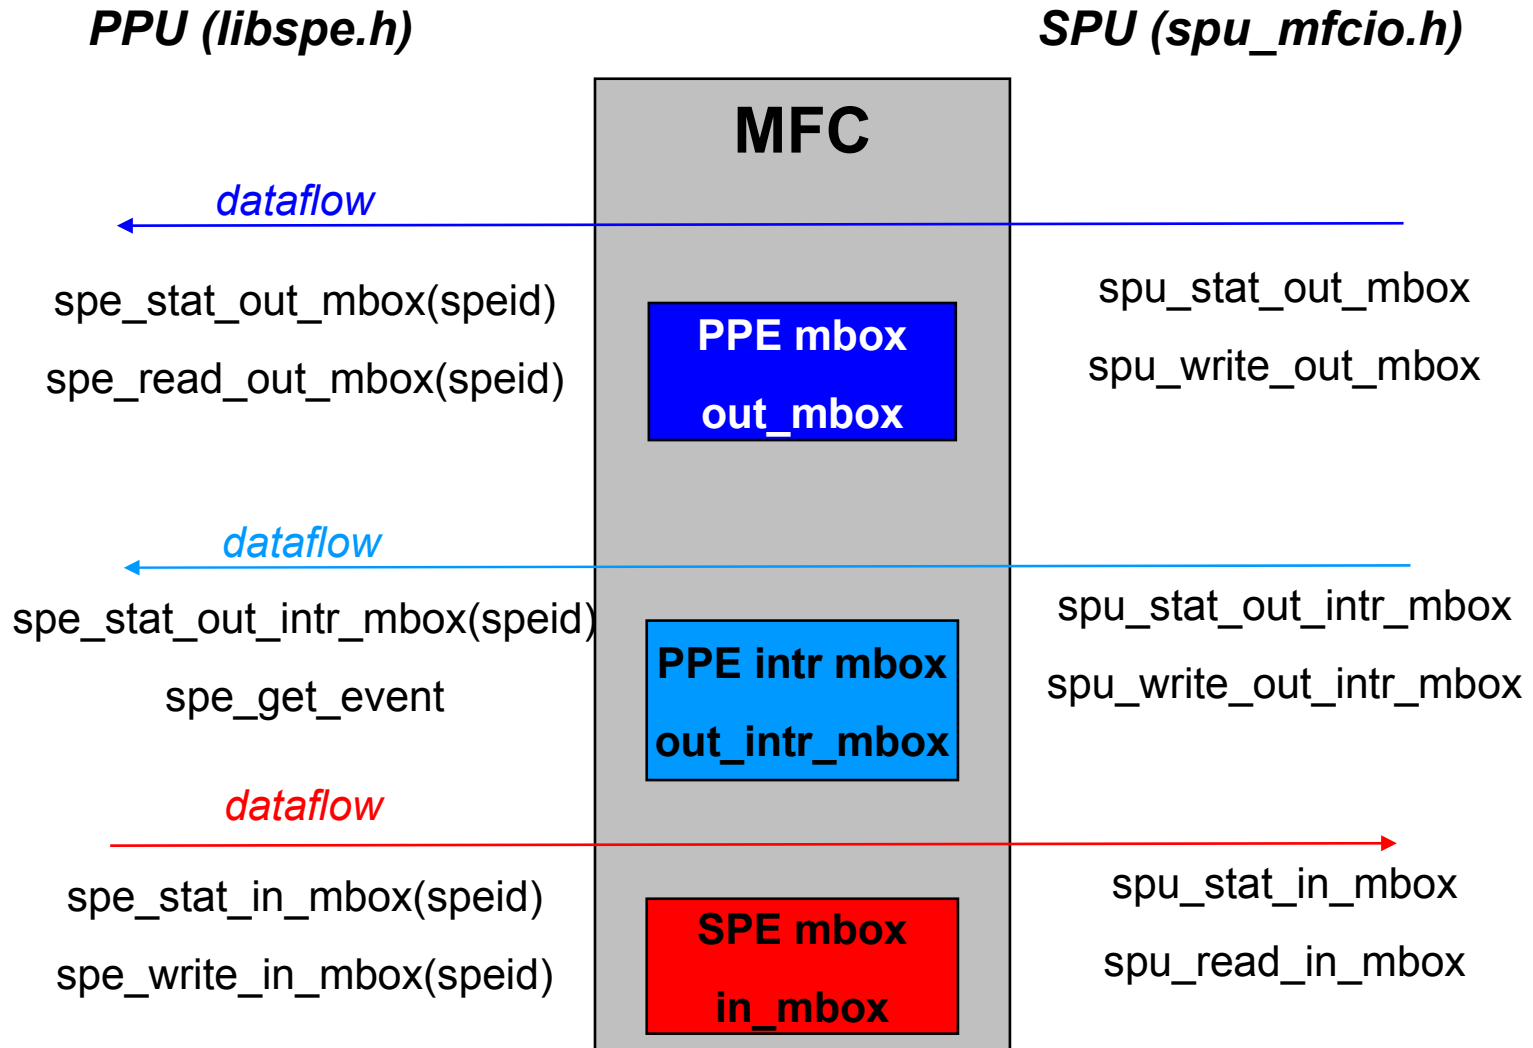 PPU (libspe.h)
SPU (spu_mfcio.h)
MFC
dataflow
spe_stat_out_mbox(speid)
spe_read_out_mbox(speid)
PPE mbox
out_mbox
spu_stat_out_mbox
spu_write_out_mbox
dataflow
spe_stat_out_intr_mbox(speid)
spe_get_event
PPE intr mbox
out_intr_mbox
spu_stat_out_intr_mbox
spu_write_out_intr_mbox
dataflow
spe_stat_in_mbox(speid)
spe_write_in_mbox(speid)
SPE mbox
in_mbox
spu_stat_in_mbox
spu_read_in_mbox